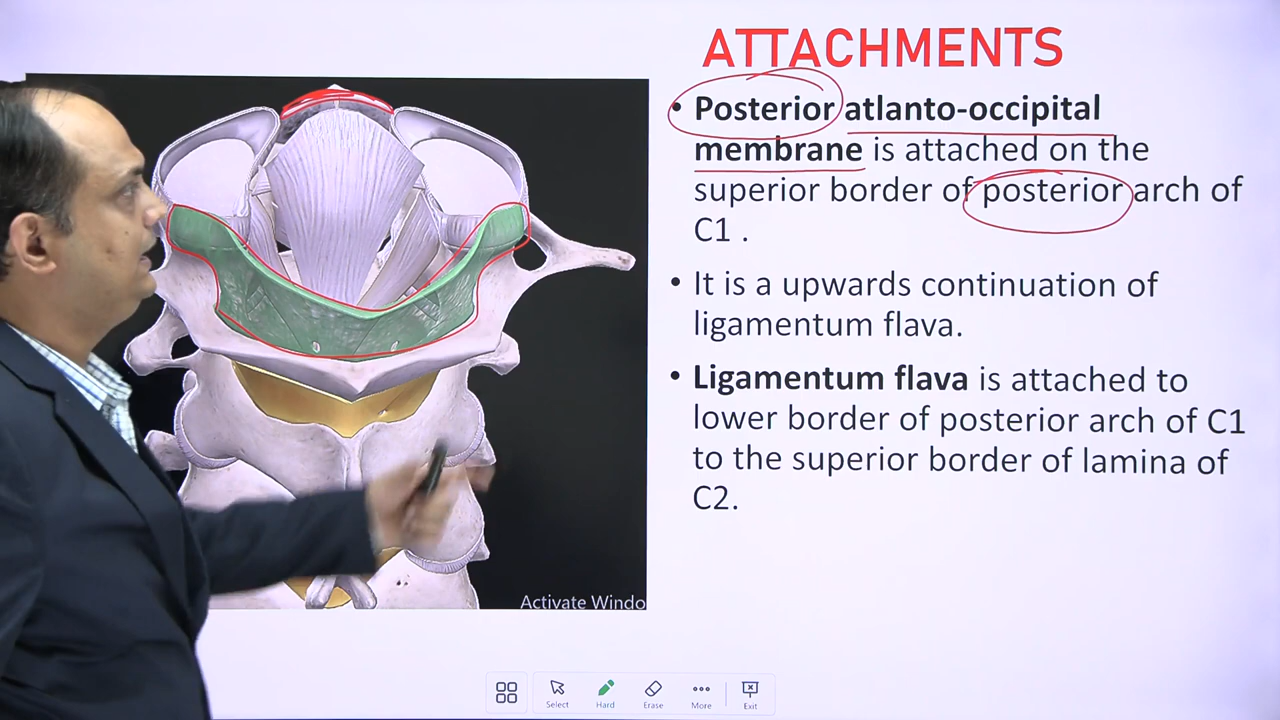 ATTACHMENTS
• Posterior atlanto-occipital
membrane is attached on the
superior border of posterior arch of
C1 .
• It is a upwards continuation of
ligamentum flava.
• Ligamentum flava is attached to
lower border of posterior arch of C1
to the superior border of lamina of
C2.
Activate Windo
Select Hard Erase More Exit